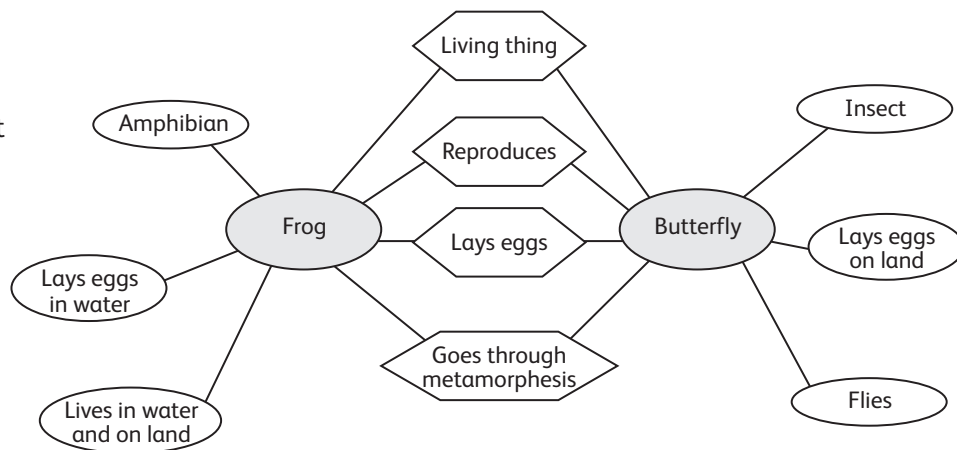 Living thing
Amphibian
Insect
t
Reproduces
Frog
Butterfly
Lays eggs
Lays eggs
on land
Lays eggs
in water
Goes through
metamorphesis
Lives in water
and on land
Flies